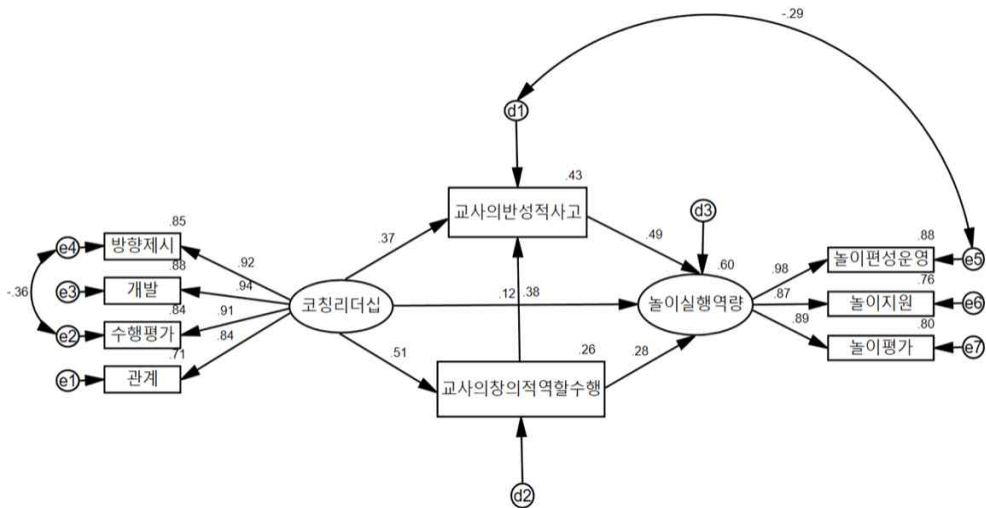 -.29
d1
.43
교사의반성적사고
d3
.85
방향제시
e4
.37
.49
.88
놀이편성운영
e5
.92
.60
.98
.88
개발
e3
.94
.76
놀이지원
e6
.87
-.36
코칭리더십
.12
.38
놀이실행역량
.84
수행평가
e2
.91
.89
.80
놀이평가
e7
.71
관계
e1
.84
.51
.26
.28
교사의창의적역할수행
d2